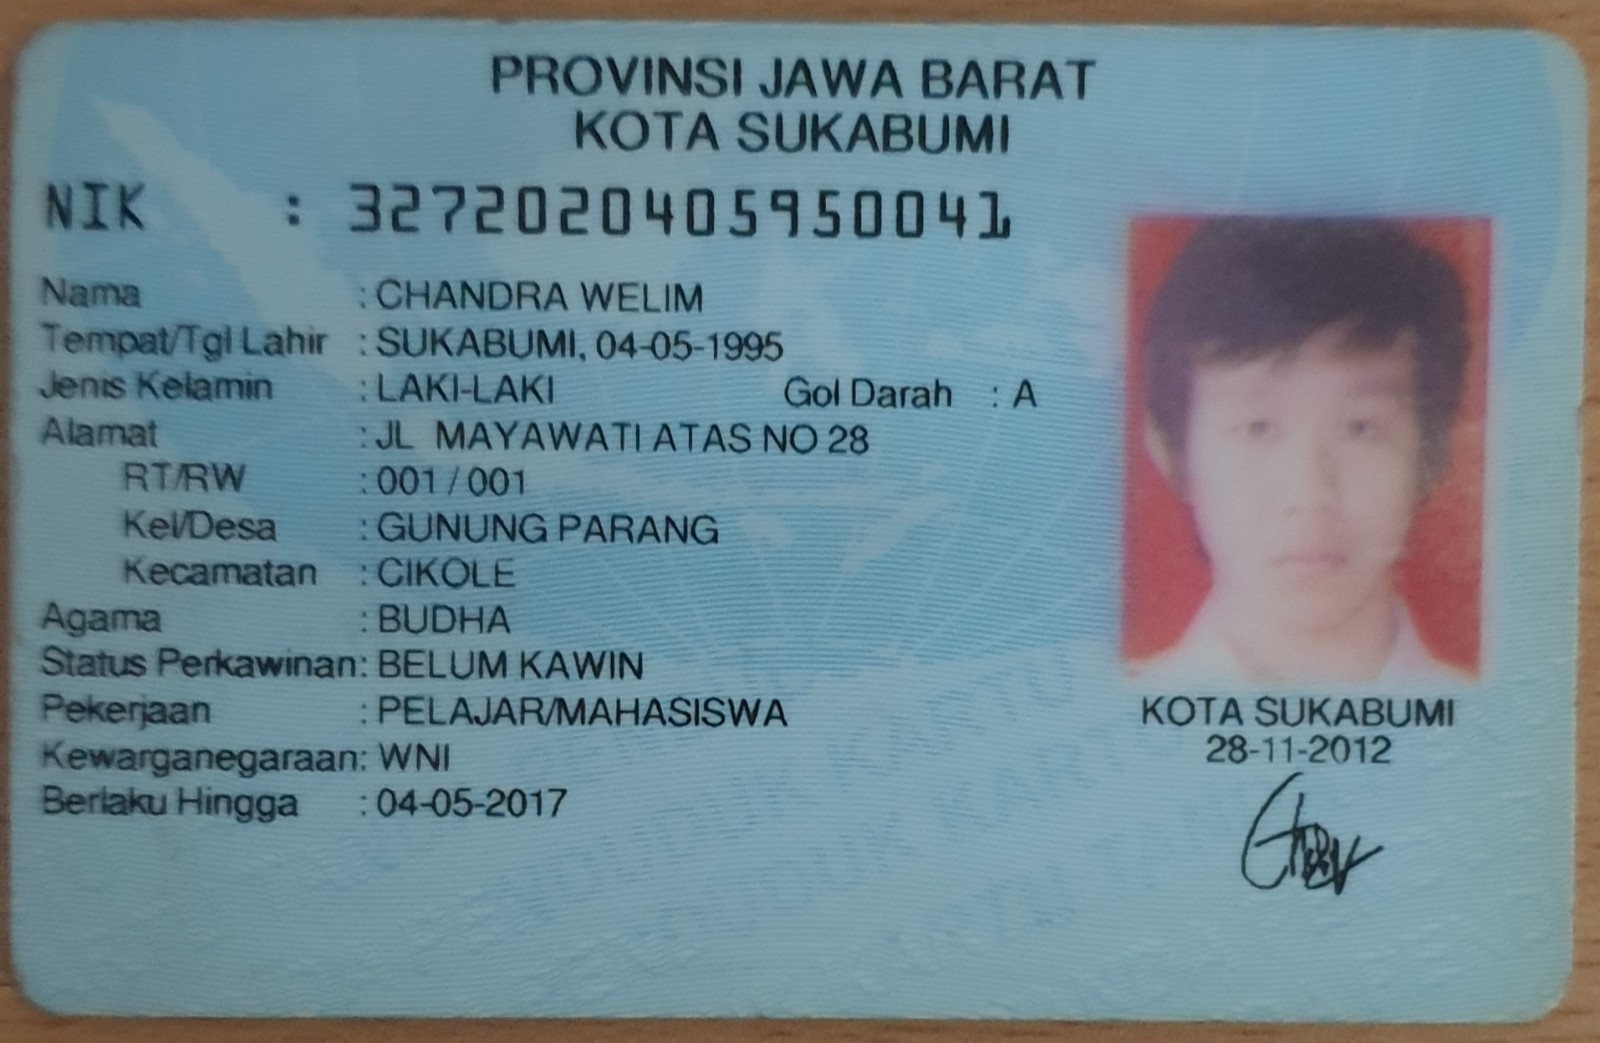 PROVINSI JAWA BARAT
KOTA SUKABUMI
NIK : 3272020405950041
Nama : CHANDRA WELIM
Tempat/Tgl Lahir : SUKABUMI, 04-05-1995
Jenis Kelamin : LAKI-LAKI Gol Darah : A
Alamat : JL MAYAWATI ATAS NO 28
RT/RW : 001 / 001
Kel/Desa : GUNUNG PARANG
Kecamatan : CIKOLE
Agama : BUDHA
Status Perkawinan: BELUM KAWIN
Pekerjaan : PELAJAR/MAHASISWA
Kewarganegaraan: WNI
Berlaku Hingga : 04-05-2017
KOTA SUKABUMI
28-11-2012